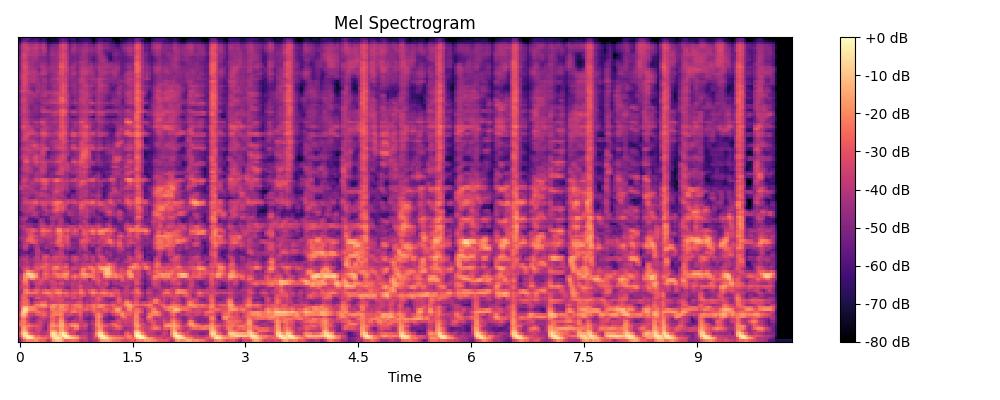 Mel Spectrogram
+0 dB
-10 dB
-20 dB
-30 dB
-40 dB
-50 dB
-60 dB
-70 dB
-80 dB
0 1.5 3 4.5 6 7.5 9
Time